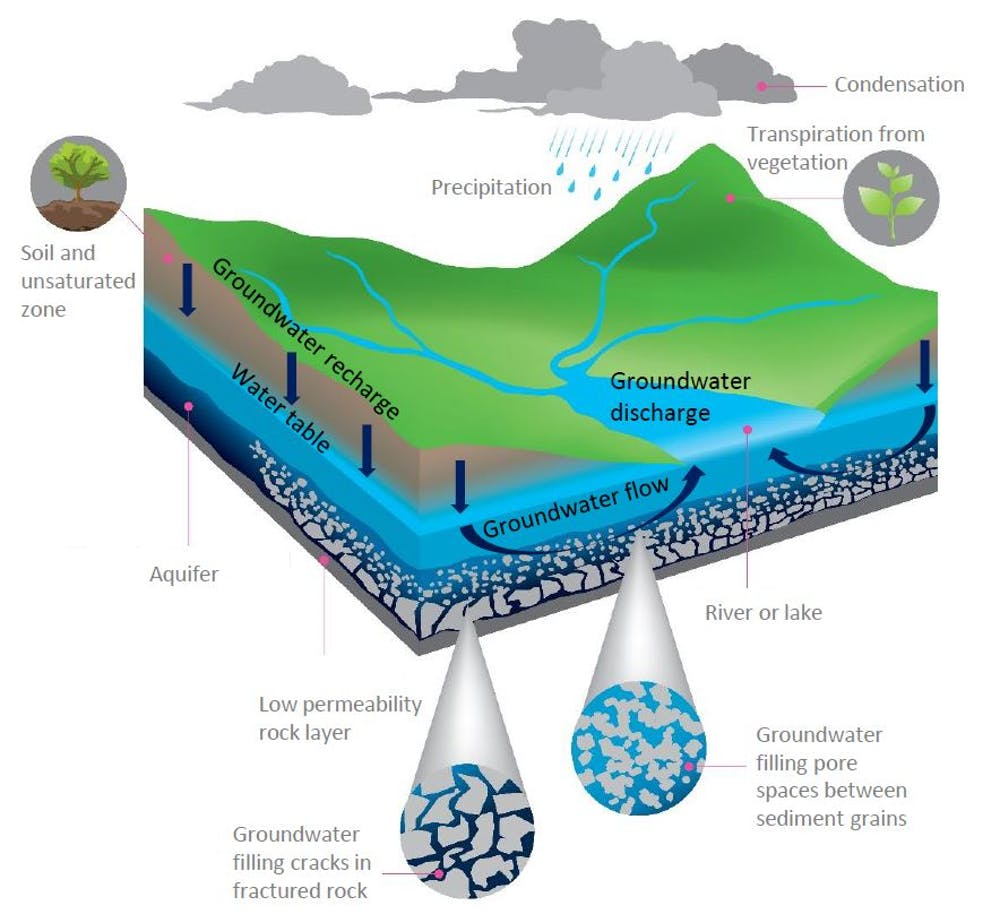 Condensation
Transpiration from
vegetation
Precipitation
Soil and
unsaturated
zone
Groundwater recharge
Water table
Groundwater
discharge
Groundwater flow
Aquifer
River or lake
Low permeability
rock layer
Groundwater
filling pore
spaces between
sediment grains
Groundwater
filling cracks in
fractured rock